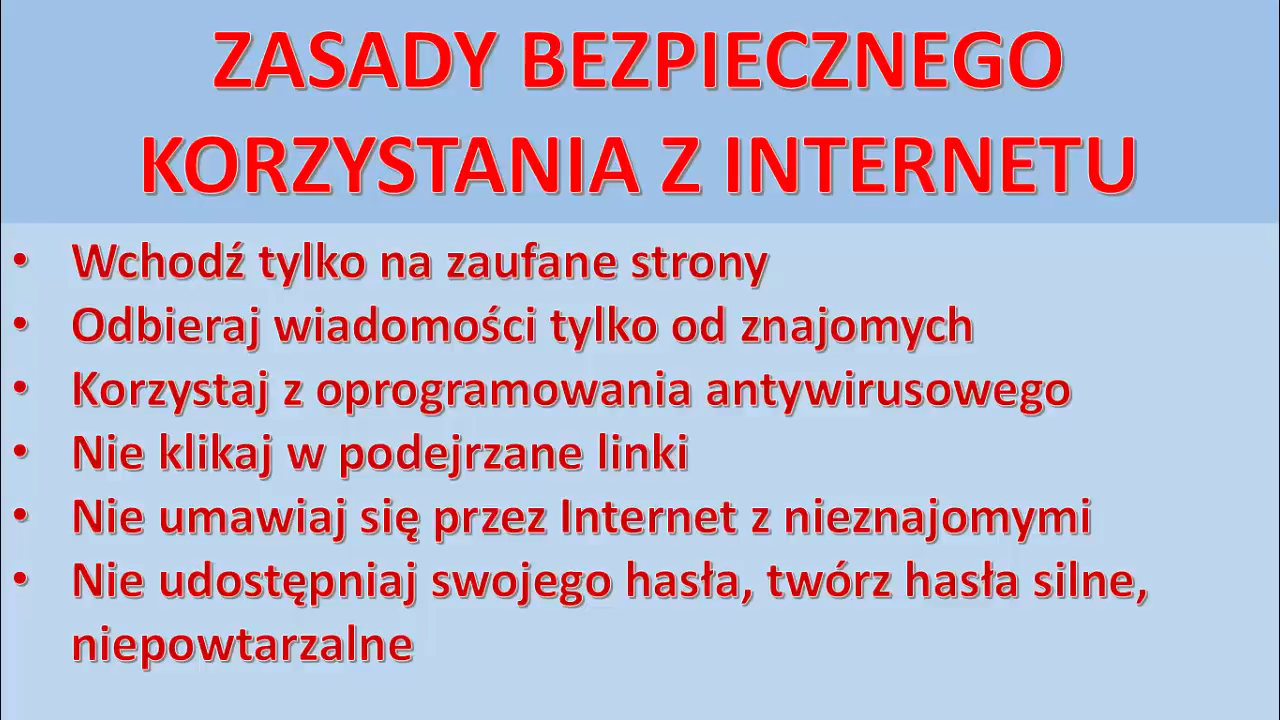 ZASADY BEZPIECZNEGO
KORZYSTANIA Z INTERNETU
• Wchodź tylko na zaufane strony
• Odbieraj wiadomości tylko od znajomych
• Korzystaj z oprogramowania antywirusowego
• Nie klikaj w podejrzane linki
• Nie umawiaj się przez Internet z nieznajomymi
• Nie udostępniaj swojego hasła, twórz hasła silne,
niepowtarzalne